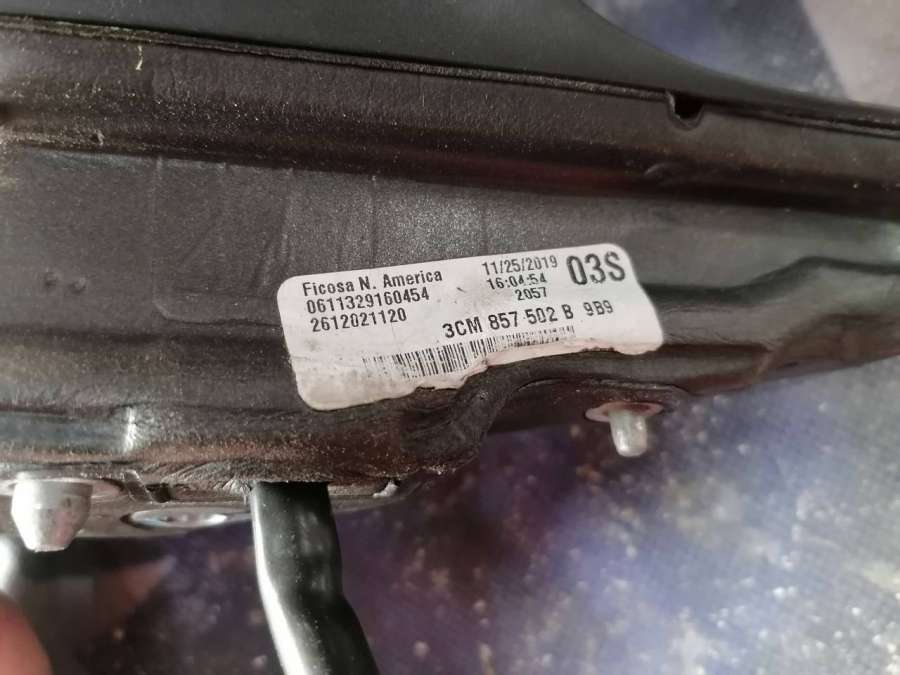 Ficosa N. America 11/25/2019 03S
0611329160454 16:04:54
2612021120 2057
3CM 857 502 B 9B9